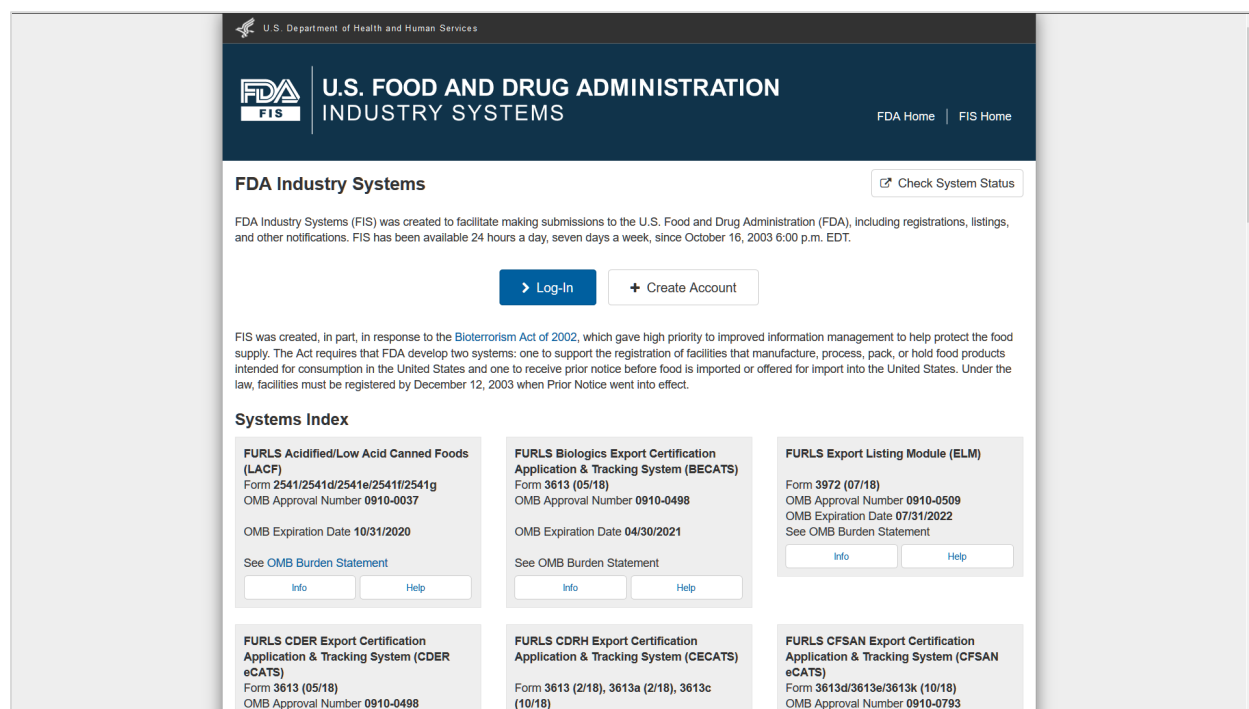 U.S. Department of Health and Human Services
FDA
FIS
U.S. FOOD AND DRUG ADMINISTRATION
INDUSTRY SYSTEMS
FDA Home
FIS Home
FDA Industry Systems
Check System Status
FDA Industry Systems (FIS) was created to facilitate making submissions to the U.S. Food and Drug Administration (FDA), including registrations, listings,
and other notifications. FIS has been available 24 hours a day, seven days a week, since October 16, 2003 6:00 p.m. EDT.
Log-In
Create Account
FIS was created, in part, in response to the Bioterrorism Act of 2002, which gave high priority to improved information management to help protect the food
supply. The Act requires that FDA develop two systems: one to support the registration of facilities that manufacture, process, pack, or hold food products
intended for consumption in the United States and one to receive prior notice before food is imported or offered for import into the United States. Under the
law, facilities must be registered by December 12, 2003 when Prior Notice went into effect.
Systems Index
FURLS Acidified/Low Acid Canned Foods
(LACF)
Form 2541/2541d/2541e/2541f/2541g
OMB Approval Number 0910-0037
OMB Expiration Date 10/31/2020
See OMB Burden Statement
Info
Help
FURLS Biologics Export Certification
Application & Tracking System (BECATS)
Form 3613 (05/18)
OMB Approval Number 0910-0498
OMB Expiration Date 04/30/2021
See OMB Burden Statement
Info
Help
FURLS Export Listing Module (ELM)
Form 3972 (07/18)
OMB Approval Number 0910-0509
OMB Expiration Date 07/31/2022
See OMB Burden Statement
Info
Help
FURLS CDER Export Certification
Application & Tracking System (CDER
eCATS)
Form 3613 (05/18)
OMB Approval Number 0910-0498
FURLS CDRH Export Certification
Application & Tracking System (CECATS)
Form 3613 (2/18), 3613a (2/18), 3613c
(10/18)
FURLS CFSAN Export Certification
Application & Tracking System (CFSAN
eCATS)
Form 3613d/3613e/3613k (10/18)
OMB Approval Number 0910-0793